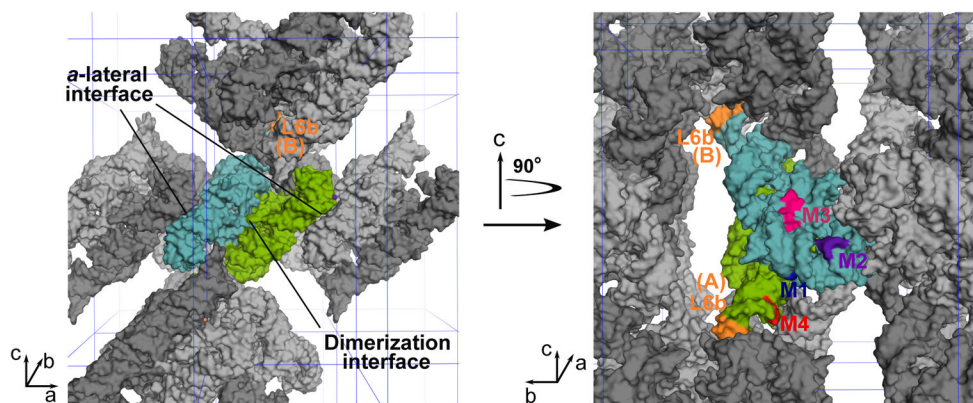 a-lateral
interface
L6b
(B)
Dimerization
interface
c
b
a
c
90°
L6b
(B)
M3
M2
(A)
L6b
M1
M4
a
b